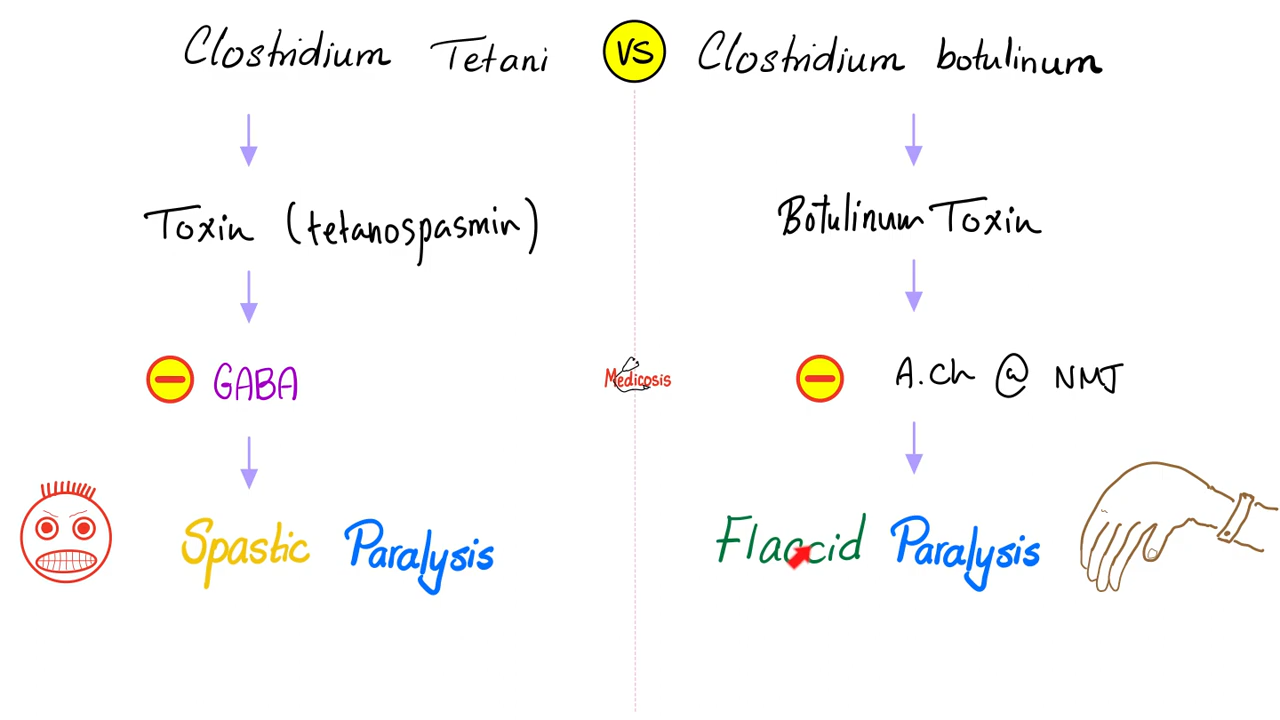 Clostridium Tetani
VS
Clostridium botulinum
Toxin (tetanospasmin)
Botulinum Toxin
GABA
Medicosis
A.Ch @ NMJ
Spastic Paralysis
Flaccid Paralysis